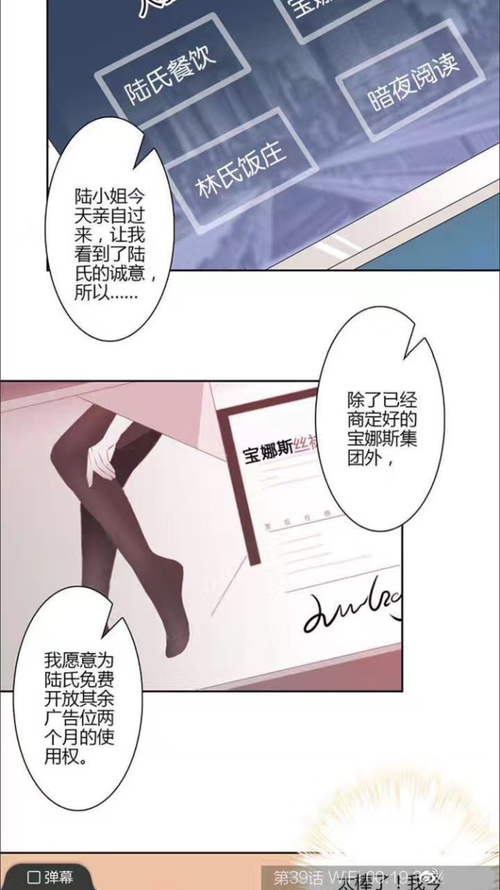 陆氏餐饮
暗夜阅读
林氏饭庄
陆小姐今
天亲自过
来，让我
看到了陆
氏的诚意，
所以……
除了已经
商定好的
宝娜斯集
团外，
宝娜斯丝袜
我愿意为
陆氏免费
开放其余
广告位两
个月的使
用权。
弹幕
第39话 WIFI 09:19